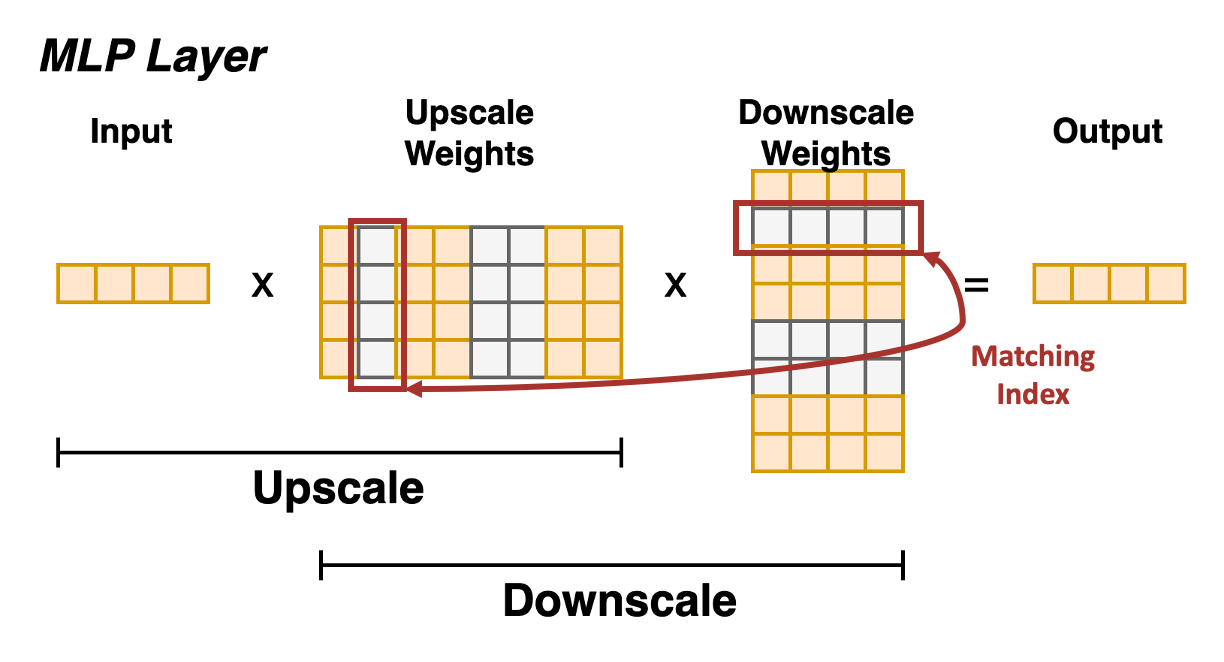 MLP Layer
Input
Upscale
Weights
Downscale
Weights
Output
X
X
=
Matching
Index
Upscale
Downscale